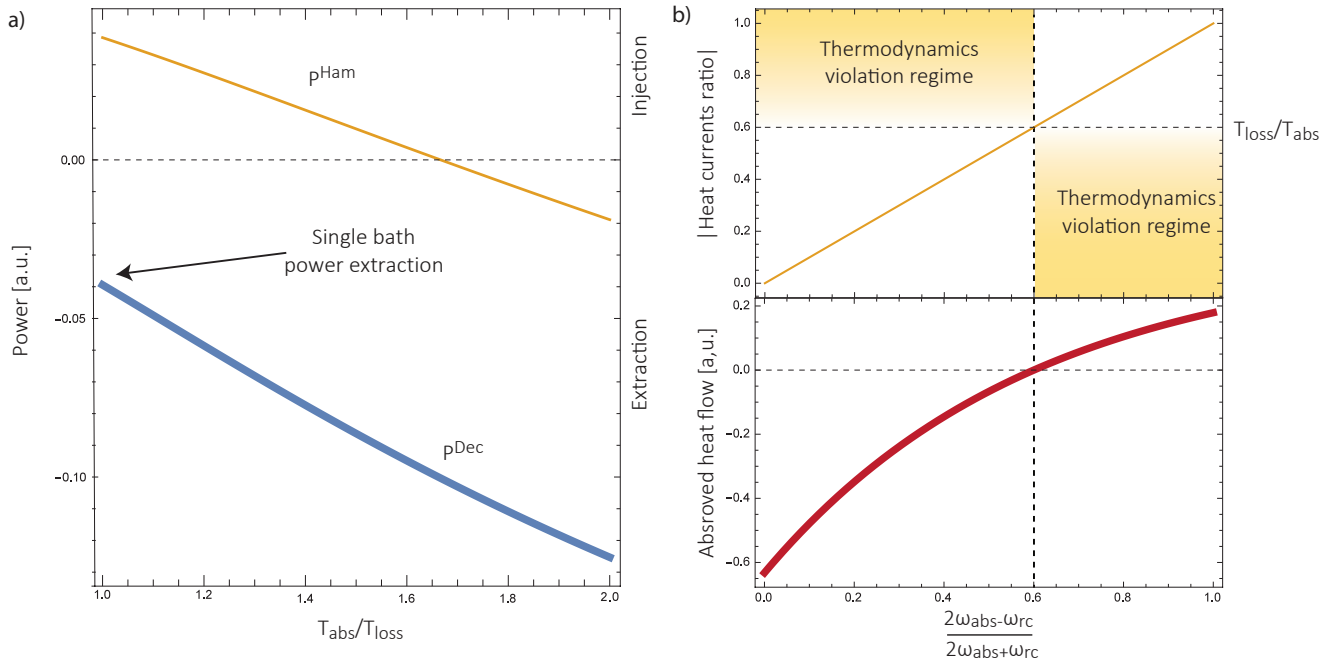 a)
Power [a.u.]
0.00
−0.05
−0.10
P^Ham
Single bath
power extraction
P^Dec
Injection
Extraction
1.0 1.2 1.4 1.6 1.8 2.0
T_abs/T_loss
b)
|Heat currents ratio|
1.0
0.8
0.6
0.4
0.2
0.0
Thermodynamics
violation regime
T_loss/T_abs
Thermodynamics
violation regime
Absroved heat flow [a,u.]
0.2
0.0
−0.2
−0.4
−0.6
0.0 0.2 0.4 0.6 0.8 1.0
2ω_abs-ω_rc
2ω_abs+ω_rc